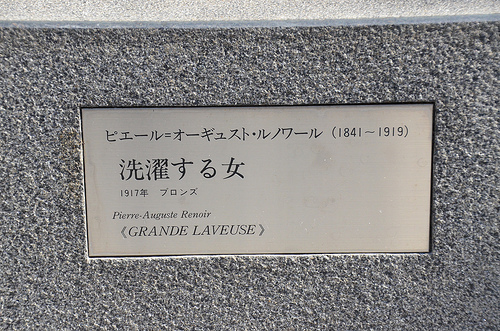 ピエール=オーギュスト・ルノワール（1841～1919）
洗濯する女
1917年　ブロンズ
Pierre-Auguste Renoir
《GRANDE LAVEUSE》